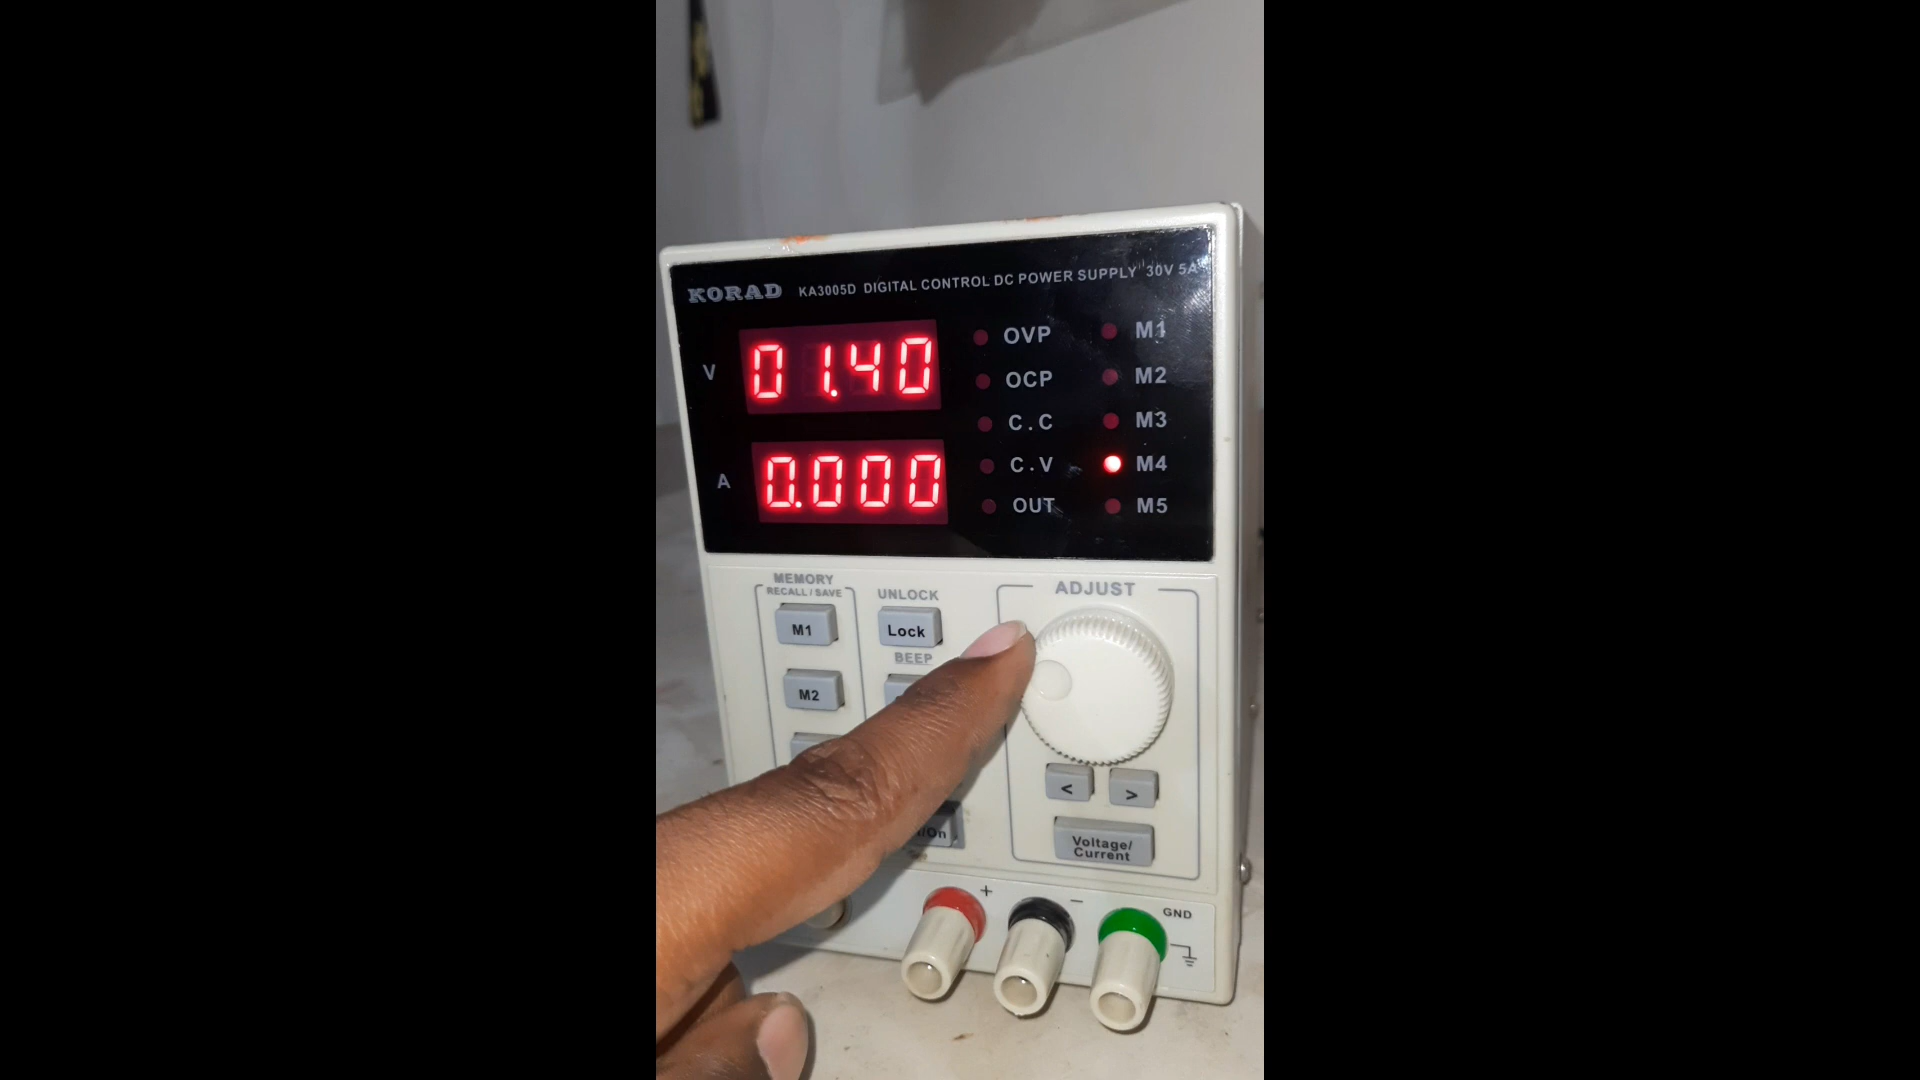 KORAD KA3005D DIGITAL CONTROL DC POWER SUPPLY 30V 5A
V 01.40
A 0.000
OVP
OCP
C.C
C.V
OUT
M1
M2
M3
M4
M5
MEMORY
RECALL / SAVE
M1
M2
UNLOCK
Lock
BEEP
/On
ADJUST
<
>
Voltage/
Current
+
−
GND